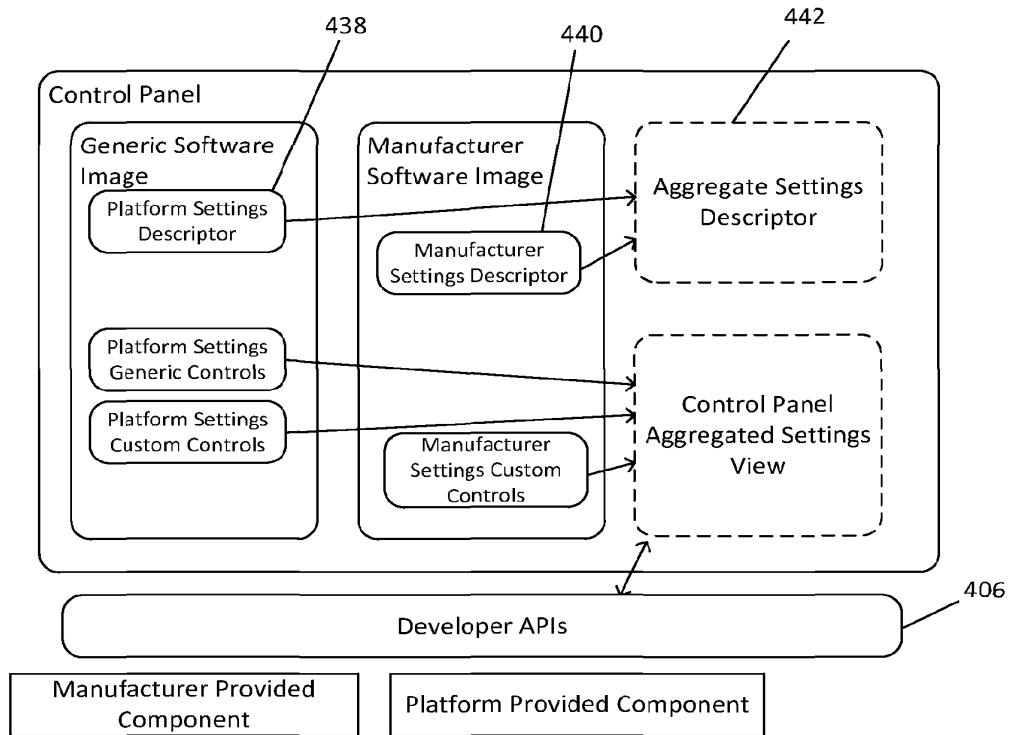 438
440
442
Control Panel
Generic Software
Image
Platform Settings
Descriptor
Manufacturer
Software Image
Manufacturer
Settings Descriptor
Aggregate Settings
Descriptor
Platform Settings
Generic Controls
Platform Settings
Custom Controls
Manufacturer
Settings Custom
Controls
Control Panel
Aggregated Settings
View
406
Developer APIs
Manufacturer Provided
Component
Platform Provided Component